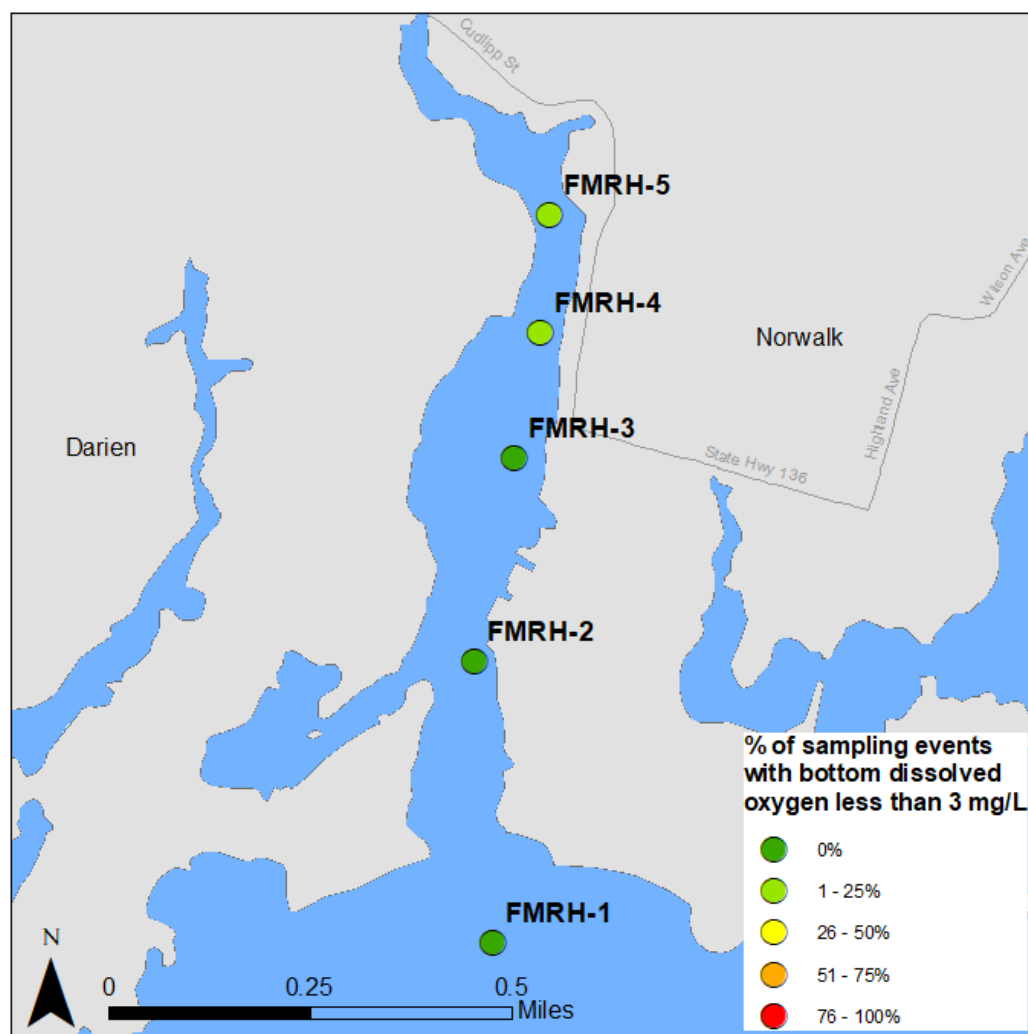 Cudlipp St
FMRH-5
FMRH-4
Wilson Ave
Norwalk
Highland Ave
Darien
FMRH-3
State Hwy 136
FMRH-2
% of sampling events
with bottom dissolved
oxygen less than 3 mg/L
0%
1 - 25%
26 - 50%
51 - 75%
76 - 100%
FMRH-1
N
0 0.25 0.5
Miles